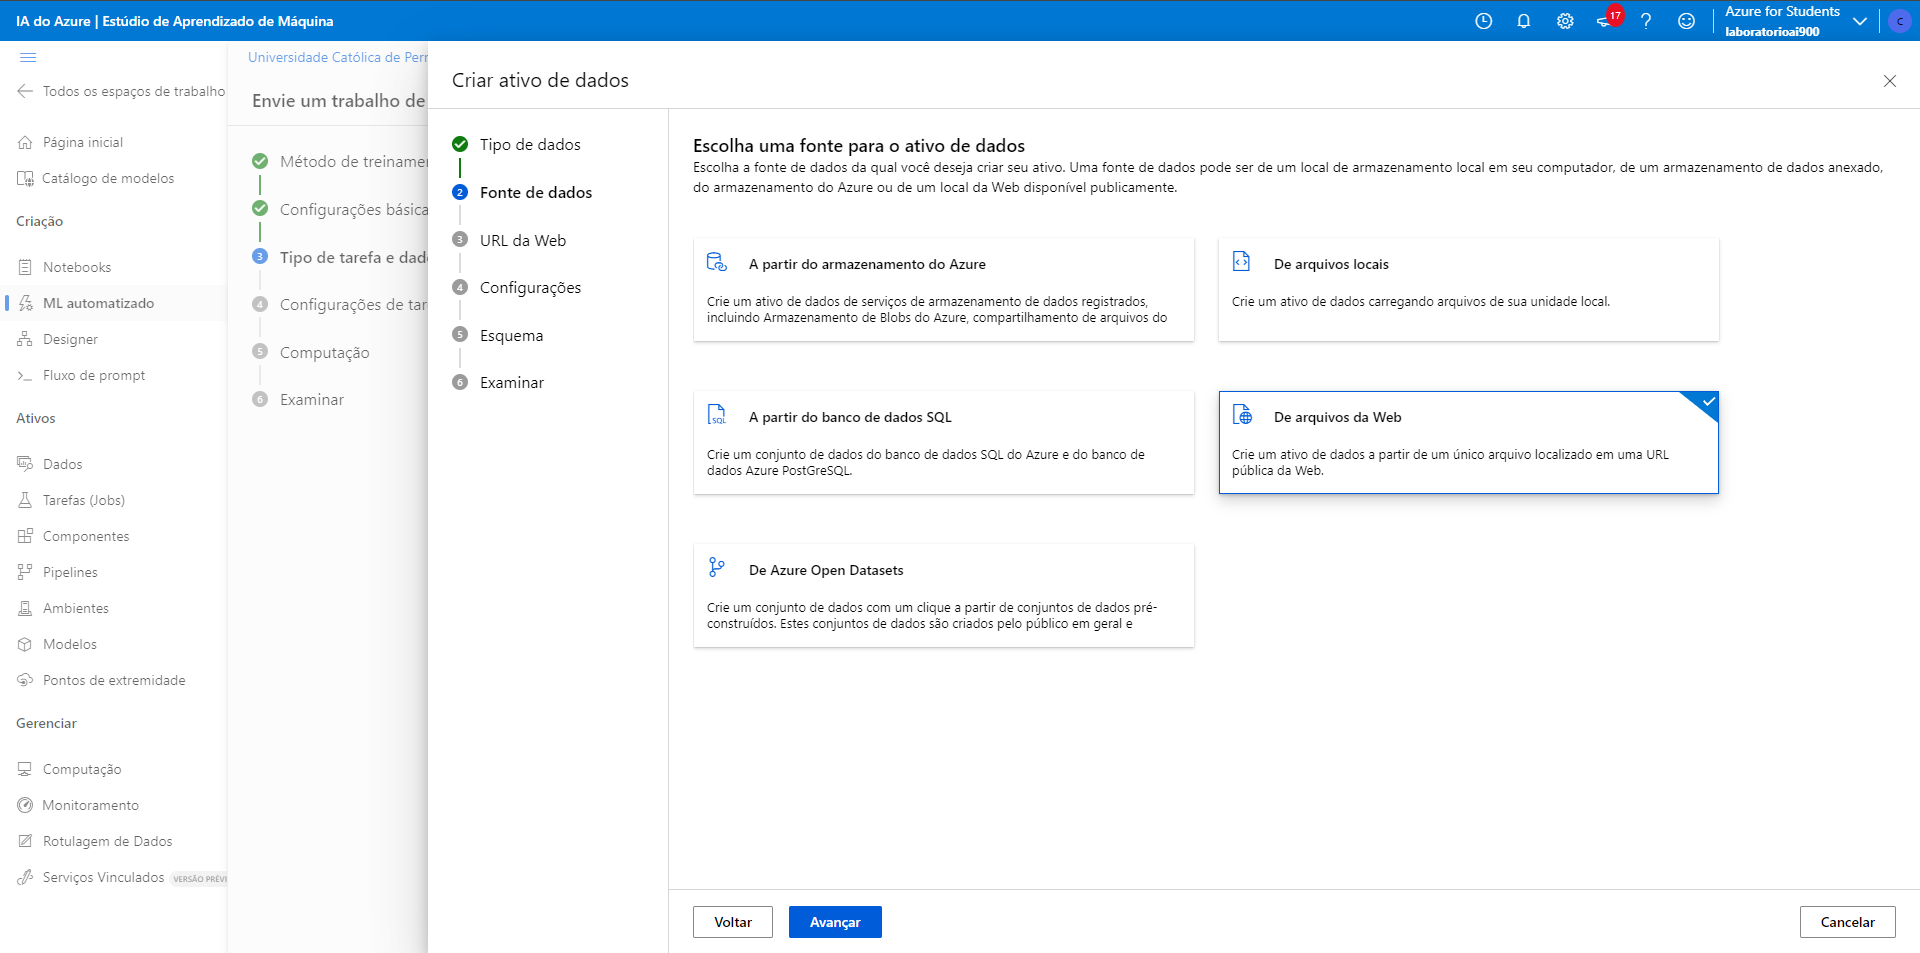 IA do Azure | Estúdio de Aprendizado de Máquina
17
Azure for Students
laboratorioai900
C
Todos os espaços de trabalho
Página inicial
Catálogo de modelos
Criação
Notebooks
ML automatizado
Designer
Fluxo de prompt
Ativos
Dados
Tarefas (Jobs)
Componentes
Pipelines
Ambientes
Modelos
Pontos de extremidade
Gerenciar
Computação
Monitoramento
Rotulagem de Dados
Serviços Vinculados VERSÃO PRÉVI
Universidade Católica de Perr
Envie um trabalho de
Método de treinamer
Configurações básica
3 Tipo de tarefa e dad
4 Configurações de tar
5 Computação
6 Examinar
Criar ativo de dados
Tipo de dados
2 Fonte de dados
3 URL da Web
4 Configurações
5 Esquema
6 Examinar
Escolha uma fonte para o ativo de dados
Escolha a fonte de dados da qual você deseja criar seu ativo. Uma fonte de dados pode ser de um local de armazenamento local em seu computador, de um armazenamento de dados anexado,
do armazenamento do Azure ou de um local da Web disponível publicamente.
A partir do armazenamento do Azure
Crie um ativo de dados de serviços de armazenamento de dados registrados,
incluindo Armazenamento de Blobs do Azure, compartilhamento de arquivos do
De arquivos locais
Crie um ativo de dados carregando arquivos de sua unidade local.
SQL
A partir do banco de dados SQL
Crie um conjunto de dados do banco de dados SQL do Azure e do banco de
dados Azure PostGreSQL.
De arquivos da Web
Crie um ativo de dados a partir de um único arquivo localizado em uma URL
pública da Web.
De Azure Open Datasets
Crie um conjunto de dados com um clique a partir de conjuntos de dados pré-
construídos. Estes conjuntos de dados são criados pelo público em geral e
Voltar
Avançar
Cancelar